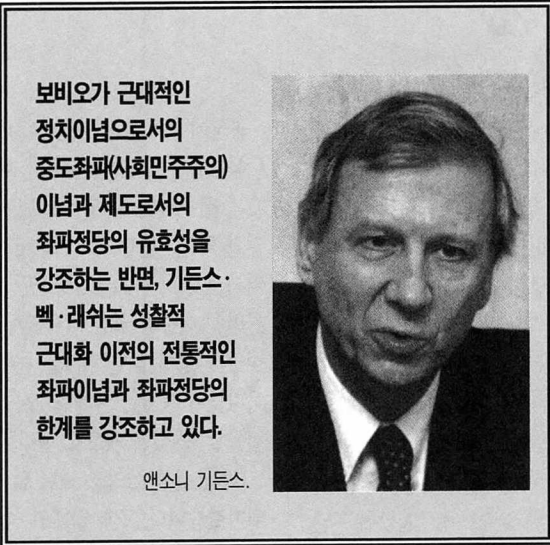 보비오가 근대적인
정치이념으로서의
중도좌파(사회민주주의)
이념과 제도로서의
좌파정당의 유효성을
강조하는 반면, 기든스·
벡·래쉬는 성찰적
근대화 이전의 전통적인
좌파이념과 좌파정당의
한계를 강조하고 있다.
앤소니 기든스.